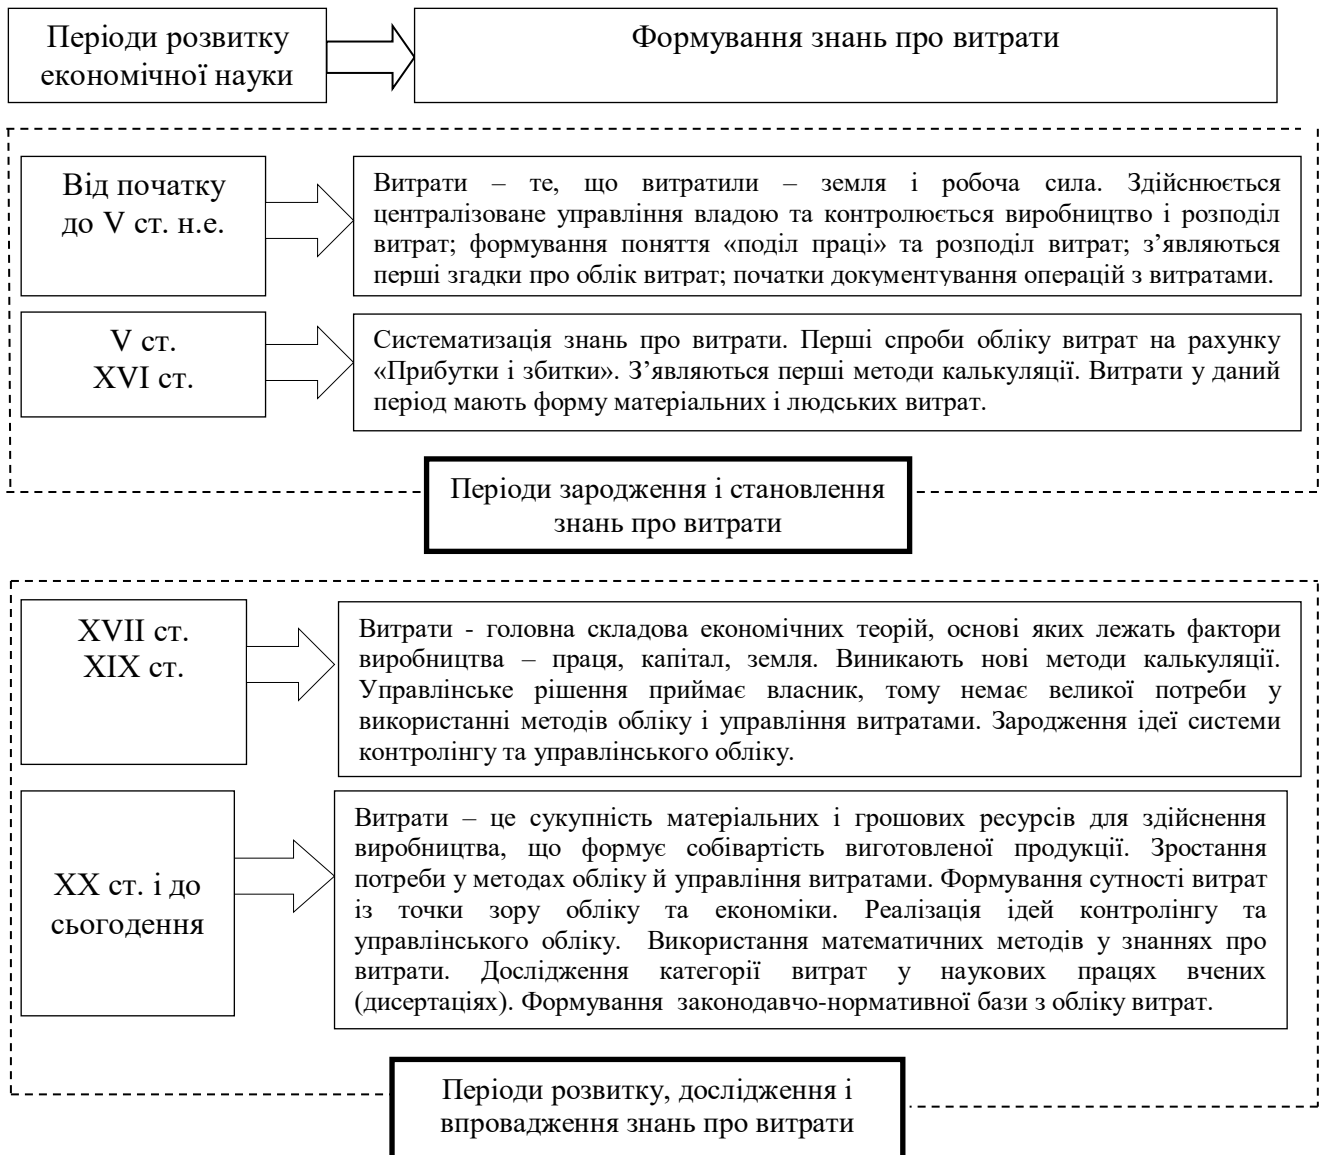 Періоди розвитку
економічної науки
Формування знань про витрати
Від початку
до V ст. н.е.
Витрати – те, що витратили – земля і робоча сила. Здійснюється
централізоване управління владою та контролюється виробництво і розподіл
витрат; формування поняття «поділ праці» та розподіл витрат; з’являються
перші згадки про облік витрат; початки документування операцій з витратами.
V ст.
XVI ст.
Систематизація знань про витрати. Перші спроби обліку витрат на рахунку
«Прибутки і збитки». З’являються перші методи калькуляції. Витрати у даний
період мають форму матеріальних і людських витрат.
Періоди зародження і становлення
знань про витрати
XVII ст.
XIX ст.
Витрати - головна складова економічних теорій, основі яких лежать фактори
виробництва – праця, капітал, земля. Виникають нові методи калькуляції.
Управлінське рішення приймає власник, тому немає великої потреби у
використанні методів обліку і управління витратами. Зародження ідеї системи
контролінгу та управлінського обліку.
XX ст. і до
сьогодення
Витрати – це сукупність матеріальних і грошових ресурсів для здійснення
виробництва, що формує собівартість виготовленої продукції. Зростання
потреби у методах обліку й управління витратами. Формування сутності витрат
із точки зору обліку та економіки. Реалізація ідей контролінгу та
управлінського обліку. Використання математичних методів у знаннях про
витрати. Дослідження категорії витрат у наукових працях вчених
(дисертаціях). Формування законодавчо-нормативної бази з обліку витрат.
Періоди розвитку, дослідження і
впровадження знань про витрати